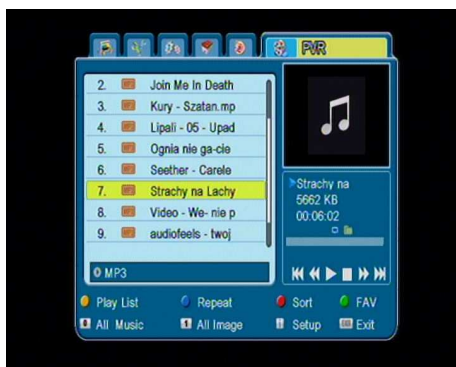 PVR
2. Join Me In Death
3. Kury - Szatan.mp
4. Lipali - 05 - Upad
5. Ognia nie ga-cie
6. Seether - Carele
7. Strachy na Lachy
8. Video - We- nie p
9. audiofeels - twoj
MP3
Strachy na
5662 KB
00:06:02
Play List
Repeat
Sort
FAV
All Music
1 All Image
Setup
Exit